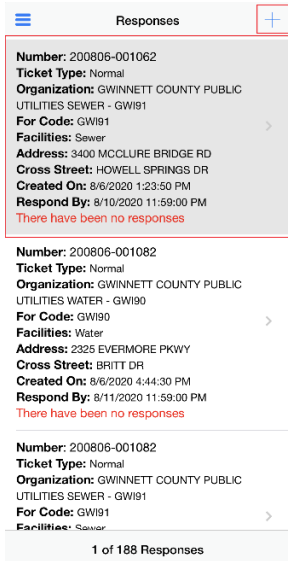 Responses
Number: 200806-001062
Ticket Type: Normal
Organization: GWINNETT COUNTY PUBLIC
UTILITIES SEWER - GWI91
For Code: GWI91
Facilities: Sewer
Address: 3400 MCCLURE BRIDGE RD
Cross Street: HOWELL SPRINGS DR
Created On: 8/6/2020 1:23:50 PM
Respond By: 8/10/2020 11:59:00 PM
There have been no responses
Number: 200806-001082
Ticket Type: Normal
Organization: GWINNETT COUNTY PUBLIC
UTILITIES WATER - GWI90
For Code: GWI90
Facilities: Water
Address: 2325 EVERMORE PKWY
Cross Street: BRITT DR
Created On: 8/6/2020 4:44:30 PM
Respond By: 8/11/2020 11:59:00 PM
There have been no responses
Number: 200806-001082
Ticket Type: Normal
Organization: GWINNETT COUNTY PUBLIC
UTILITIES SEWER - GWI91
For Code: GWI91
Facilities: Sewer
1 of 188 Responses